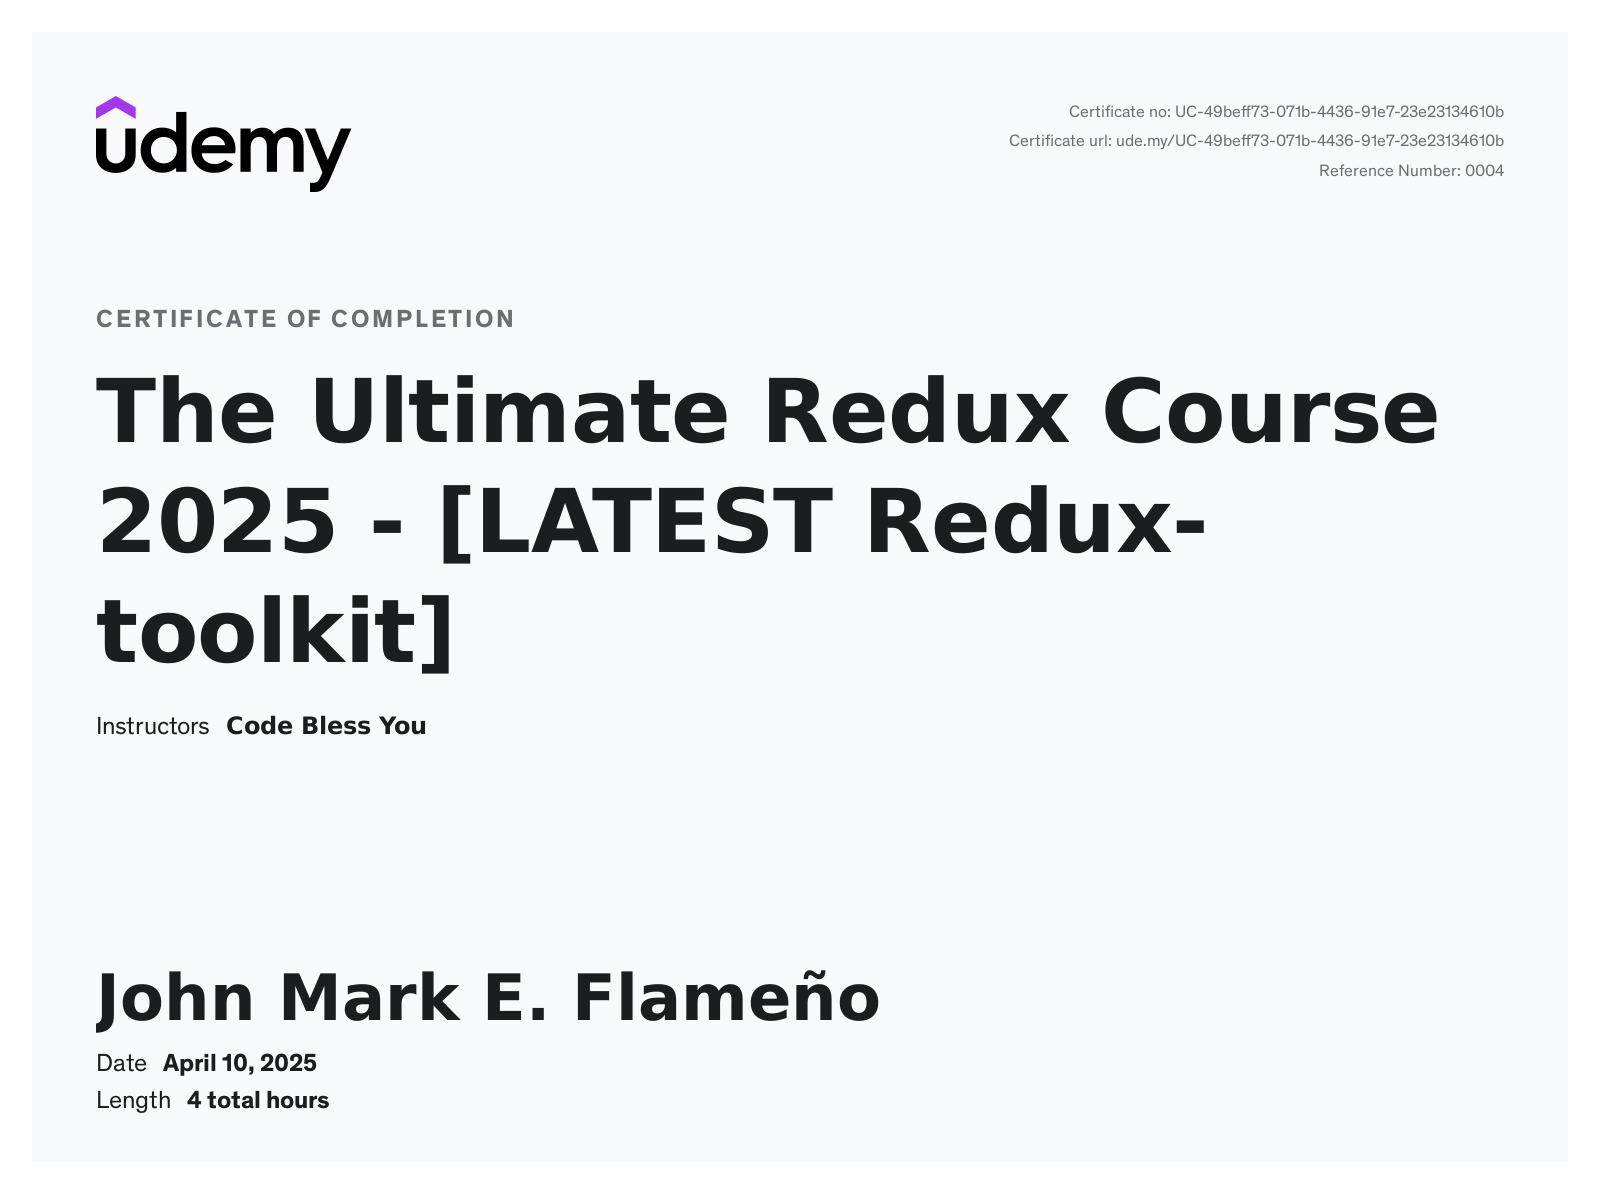 udemy
Certificate no: UC-49beff73-071b-4436-91e7-23e23134610b
Certificate url: ude.my/UC-49beff73-071b-4436-91e7-23e23134610b
Reference Number: 0004
CERTIFICATE OF COMPLETION
The Ultimate Redux Course
2025 - [LATEST Redux-
toolkit]
Instructors Code Bless You
John Mark E. Flameño
Date April 10, 2025
Length 4 total hours